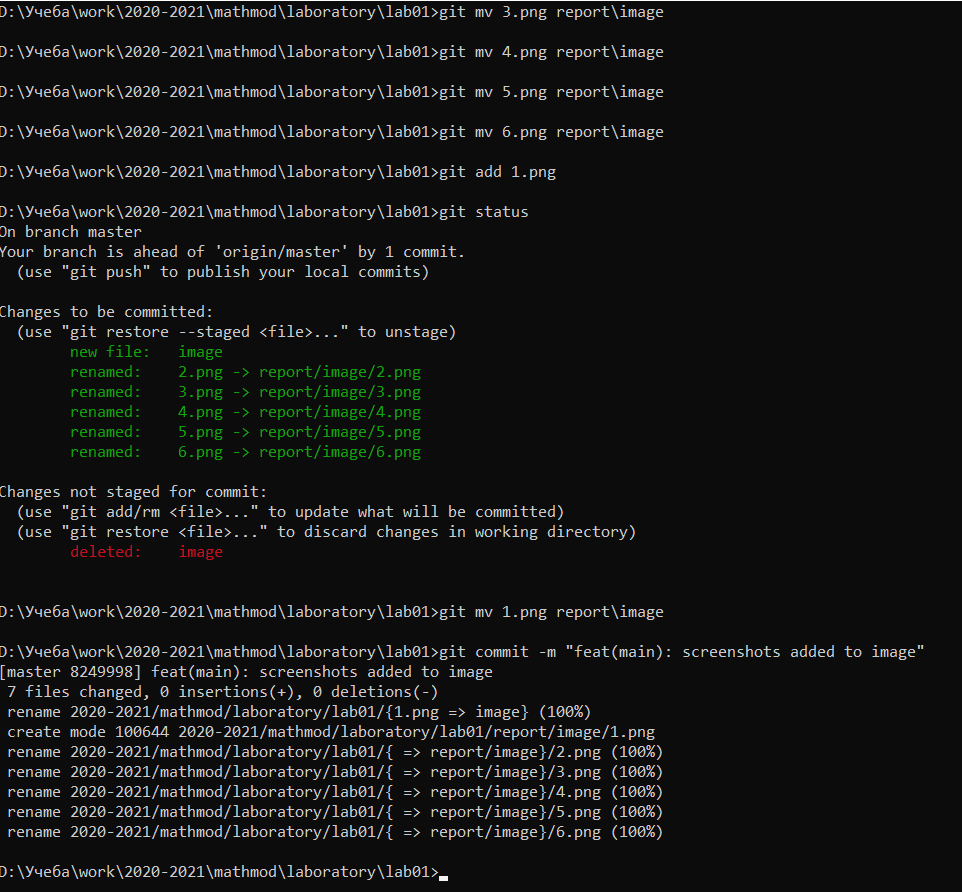 D:\Учеба\work\2020-2021\mathmod\laboratory\lab01>git mv 3.png report\image
D:\Учеба\work\2020-2021\mathmod\laboratory\lab01>git mv 4.png report\image
D:\Учеба\work\2020-2021\mathmod\laboratory\lab01>git mv 5.png report\image
D:\Учеба\work\2020-2021\mathmod\laboratory\lab01>git mv 6.png report\image
D:\Учеба\work\2020-2021\mathmod\laboratory\lab01>git add 1.png
D:\Учеба\work\2020-2021\mathmod\laboratory\lab01>git status
On branch master
Your branch is ahead of 'origin/master' by 1 commit.
  (use "git push" to publish your local commits)
Changes to be committed:
  (use "git restore --staged <file>..." to unstage)
        new file:   image
        renamed:    2.png -> report/image/2.png
        renamed:    3.png -> report/image/3.png
        renamed:    4.png -> report/image/4.png
        renamed:    5.png -> report/image/5.png
        renamed:    6.png -> report/image/6.png
Changes not staged for commit:
  (use "git add/rm <file>..." to update what will be committed)
  (use "git restore <file>..." to discard changes in working directory)
        deleted:    image
D:\Учеба\work\2020-2021\mathmod\laboratory\lab01>git mv 1.png report\image
D:\Учеба\work\2020-2021\mathmod\laboratory\lab01>git commit -m "feat(main): screenshots added to image"
[master 8249998] feat(main): screenshots added to image
 7 files changed, 0 insertions(+), 0 deletions(-)
 rename 2020-2021/mathmod/laboratory/lab01/{1.png => image} (100%)
 create mode 100644 2020-2021/mathmod/laboratory/lab01/report/image/1.png
 rename 2020-2021/mathmod/laboratory/lab01/{ => report/image}/2.png (100%)
 rename 2020-2021/mathmod/laboratory/lab01/{ => report/image}/3.png (100%)
 rename 2020-2021/mathmod/laboratory/lab01/{ => report/image}/4.png (100%)
 rename 2020-2021/mathmod/laboratory/lab01/{ => report/image}/5.png (100%)
 rename 2020-2021/mathmod/laboratory/lab01/{ => report/image}/6.png (100%)
D:\Учеба\work\2020-2021\mathmod\laboratory\lab01>